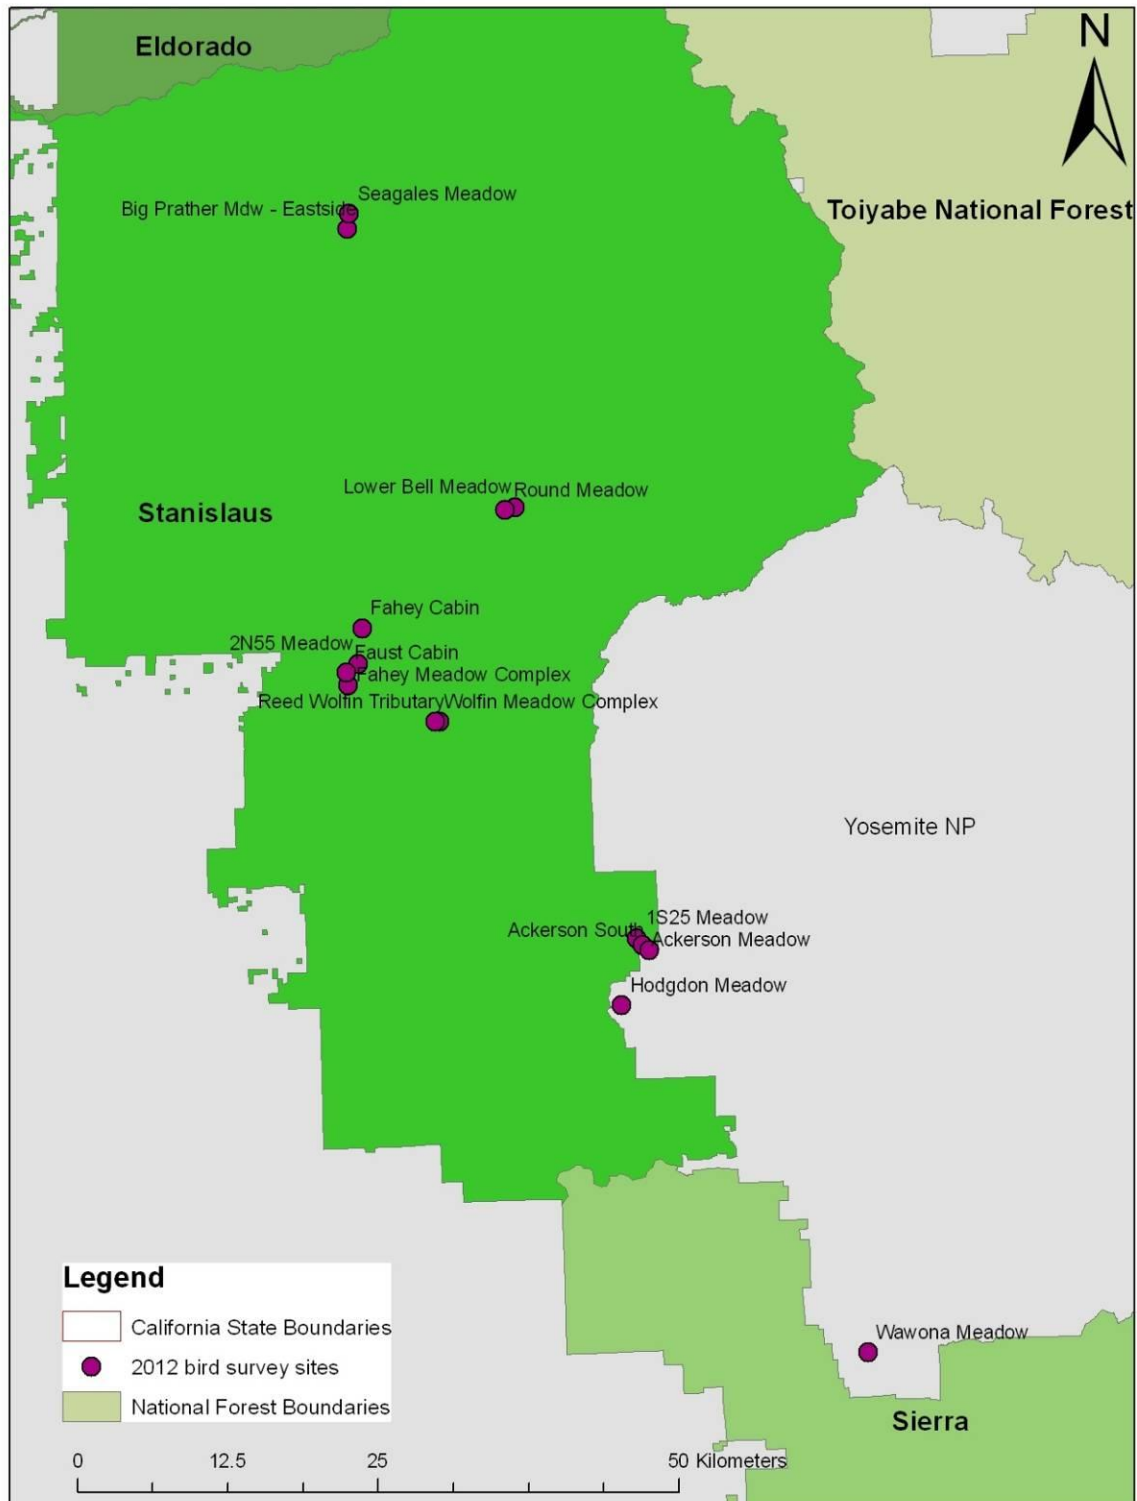 Eldorado
N
Seagales Meadow
Big Prather Mdw - Eastside
Toiyabe National Forest
Lower Bell Meadow
Round Meadow
Stanislaus
Fahey Cabin
2N55 Meadow
Faust Cabin
Fahey Meadow Complex
Reed Wolfin Tributary
Wolfin Meadow Complex
Yosemite NP
1S25 Meadow
Ackerson South
Ackerson Meadow
Hodgdon Meadow
Wawona Meadow
Sierra
Legend
California State Boundaries
2012 bird survey sites
National Forest Boundaries
0 12.5 25 50 Kilometers